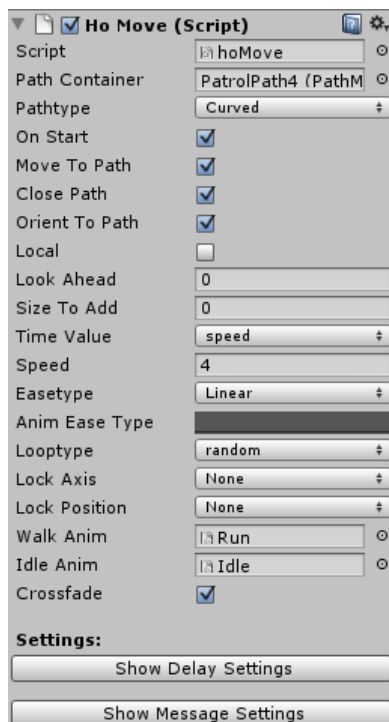 Ho Move (Script)
Script hoMove
Path Container PatrolPath4 (PathM
Pathtype Curved
On Start
Move To Path
Close Path
Orient To Path
Local
Look Ahead 0
Size To Add 0
Time Value speed
Speed 4
Easetype Linear
Anim Ease Type
Looptype random
Lock Axis None
Lock Position None
Walk Anim Run
Idle Anim Idle
Crossfade
Settings:
Show Delay Settings
Show Message Settings